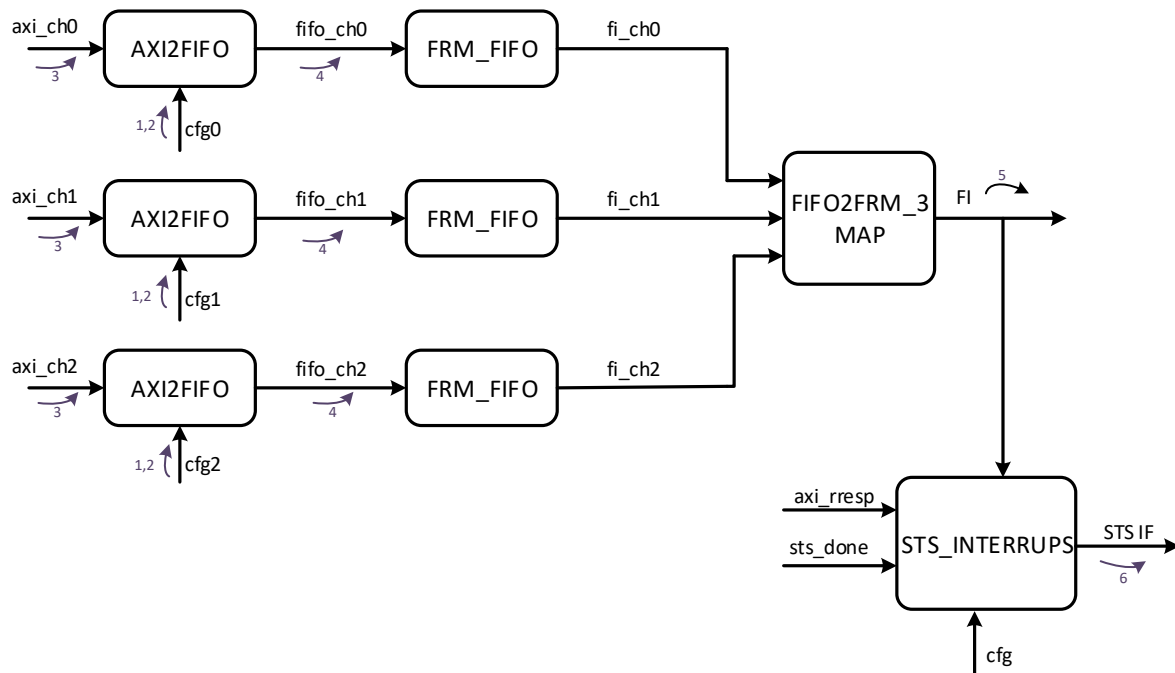 axi_ch0
3
AXI2FIFO
1,2
cfg0
fifo_ch0
4
FRM_FIFO
fi_ch0
axi_ch1
3
AXI2FIFO
1,2
cfg1
fifo_ch1
4
FRM_FIFO
fi_ch1
axi_ch2
3
AXI2FIFO
1,2
cfg2
fifo_ch2
4
FRM_FIFO
fi_ch2
FIFO2FRM_3
MAP
FI
5
axi_rresp
sts_done
STS_INTERRUPS
cfg
STS IF
6